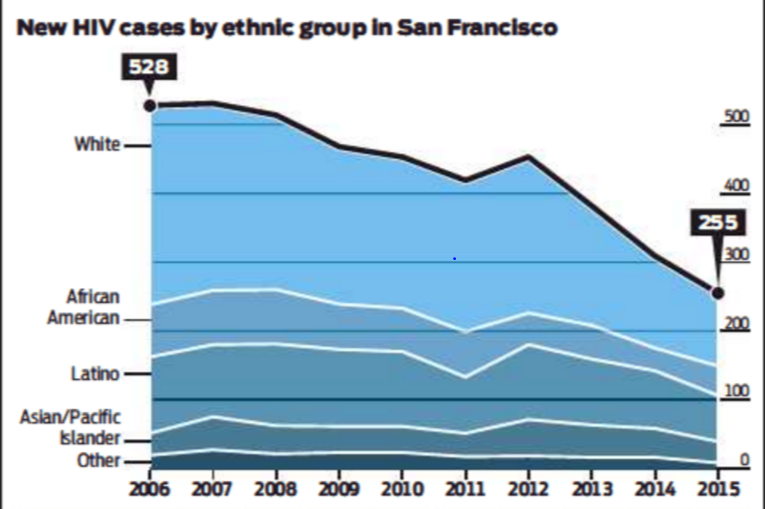 New HIV cases by ethnic group in San Francisco
528
500
White
400
255
300
African
American
200
Latino
100
Asian/Pacific
Islander
Other
0
2006 2007 2008 2009 2010 2011 2012 2013 2014 2015